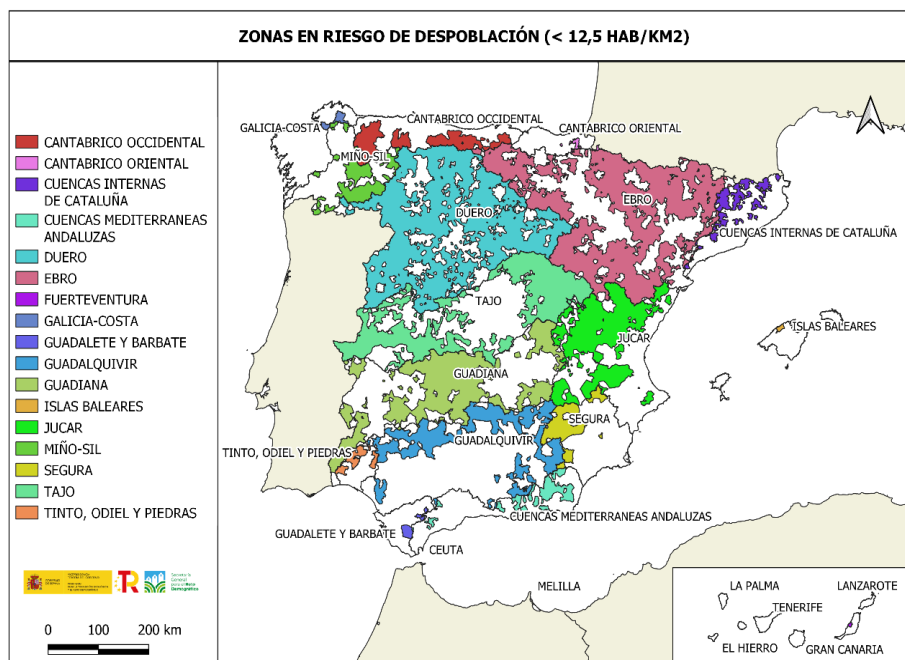 ZONAS EN RIESGO DE DESPOBLACIÓN (< 12,5 HAB/KM2)
CANTABRICO OCCIDENTAL
CANTABRICO ORIENTAL
CUENCAS INTERNAS
DE CATALUÑA
CUENCAS MEDITERRANEAS
ANDALUZAS
DUERO
EBRO
FUERTEVENTURA
GALICIA-COSTA
GUADALETE Y BARBATE
GUADALQUIVIR
GUADIANA
ISLAS BALEARES
JUCAR
MIÑO-SIL
SEGURA
TAJO
TINTO, ODIEL Y PIEDRAS
0 100 200 km
CANTABRICO OCCIDENTAL
GALICIA-COSTA
CANTABRICO ORIENTAL
MIÑO-SIL
EBRO
DUERO
CUENCAS INTERNAS DE CATALUÑA
TAJO
ISLAS BALEARES
JUCAR
GUADIANA
SEGURA
GUADALQUIVIR
TINTO, ODIEL Y PIEDRAS
CUENCAS MEDITERRANEAS ANDALUZAS
GUADALETE Y BARBATE
CEUTA
MELILLA
LA PALMA
LANZAROTE
TENERIFE
EL HIERRO
GRAN CANARIA